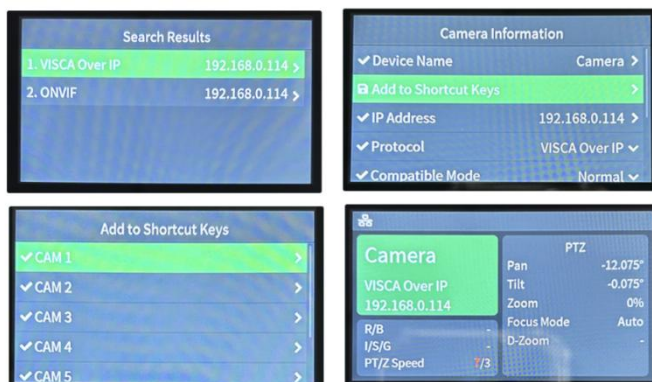 Search Results
1. VISCA Over IP 192.168.0.114 >
2. ONVIF 192.168.0.114 >
Camera Information
✔ Device Name Camera >
Add to Shortcut Keys >
✔ IP Address 192.168.0.114 >
✔ Protocol VISCA Over IP
✔ Compatible Mode Normal
Add to Shortcut Keys
✔ CAM 1 >
✔ CAM 2 >
✔ CAM 3 >
✔ CAM 4 >
✔ CAM 5 >
Camera
VISCA Over IP
192.168.0.114
R/B -
I/S/G -
PT/Z Speed 7/3
PTZ
Pan -12.075°
Tilt -0.075°
Zoom 0%
Focus Mode Auto
D-Zoom -